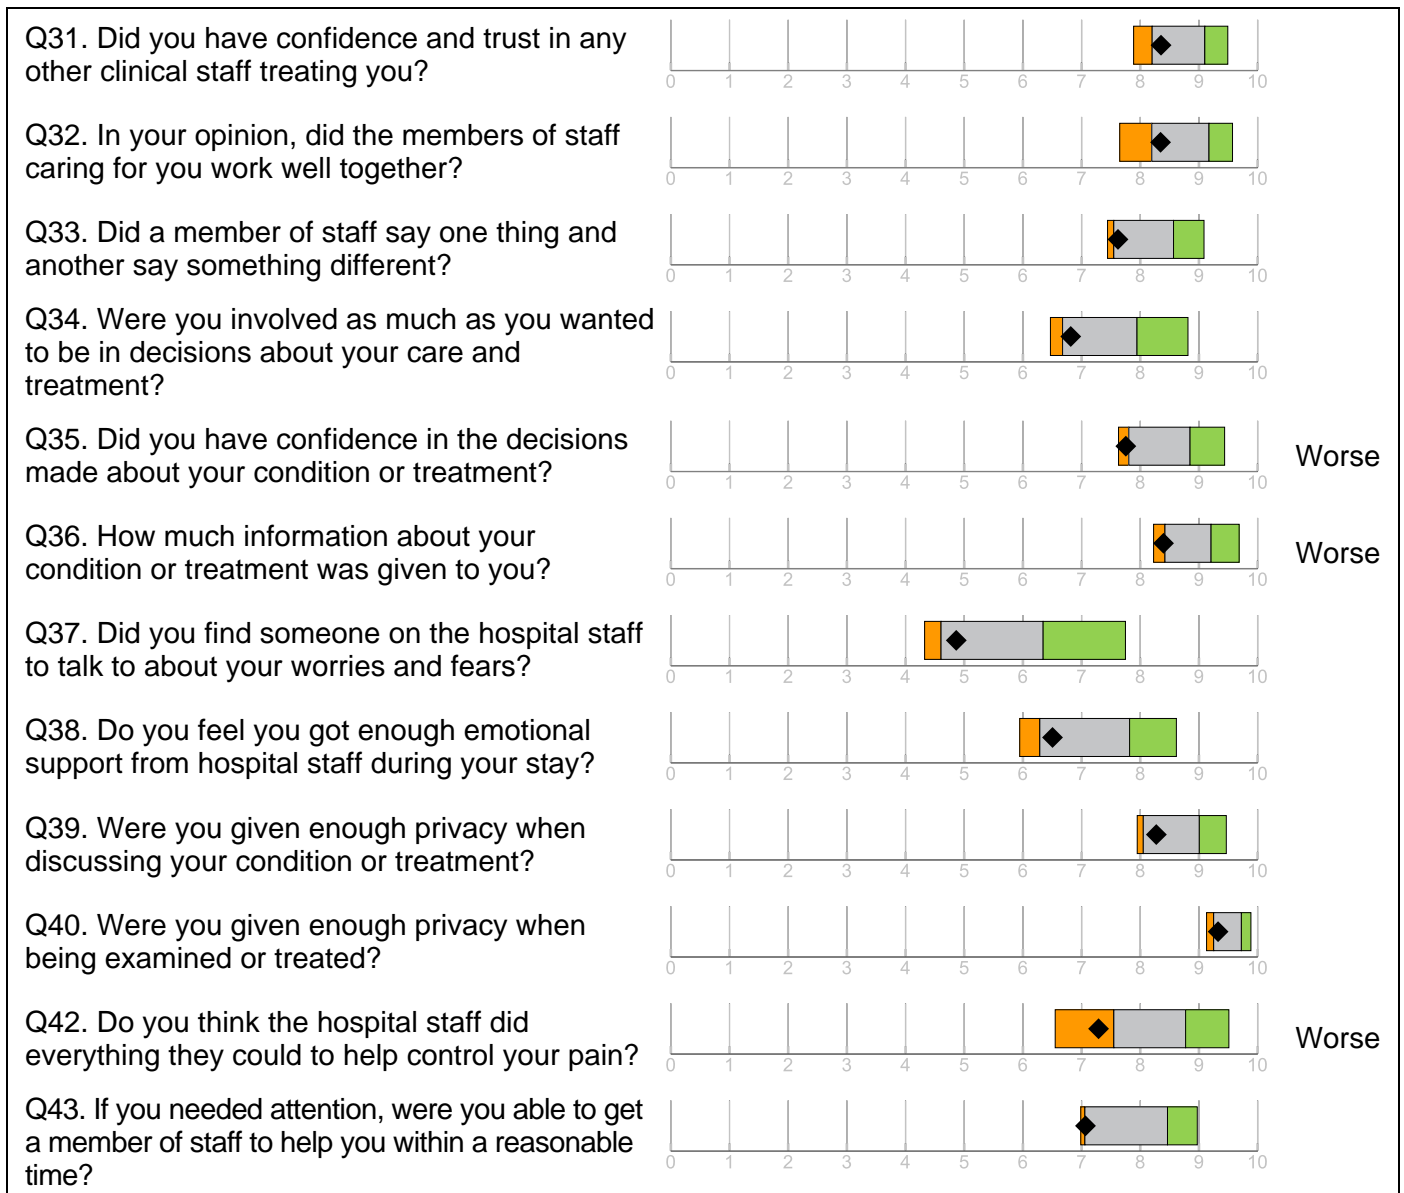 Q31. Did you have confidence and trust in any
other clinical staff treating you?
0 1 2 3 4 5 6 7 8 9 10
Q32. In your opinion, did the members of staff
caring for you work well together?
0 1 2 3 4 5 6 7 8 9 10
Q33. Did a member of staff say one thing and
another say something different?
0 1 2 3 4 5 6 7 8 9 10
Q34. Were you involved as much as you wanted
to be in decisions about your care and
treatment?
0 1 2 3 4 5 6 7 8 9 10
Q35. Did you have confidence in the decisions
made about your condition or treatment?
Worse
0 1 2 3 4 5 6 7 8 9 10
Q36. How much information about your
condition or treatment was given to you?
Worse
0 1 2 3 4 5 6 7 8 9 10
Q37. Did you find someone on the hospital staff
to talk to about your worries and fears?
0 1 2 3 4 5 6 7 8 9 10
Q38. Do you feel you got enough emotional
support from hospital staff during your stay?
0 1 2 3 4 5 6 7 8 9 10
Q39. Were you given enough privacy when
discussing your condition or treatment?
0 1 2 3 4 5 6 7 8 9 10
Q40. Were you given enough privacy when
being examined or treated?
0 1 2 3 4 5 6 7 8 9 10
Q42. Do you think the hospital staff did
everything they could to help control your pain?
Worse
0 1 2 3 4 5 6 7 8 9 10
Q43. If you needed attention, were you able to get
a member of staff to help you within a reasonable
time?
0 1 2 3 4 5 6 7 8 9 10